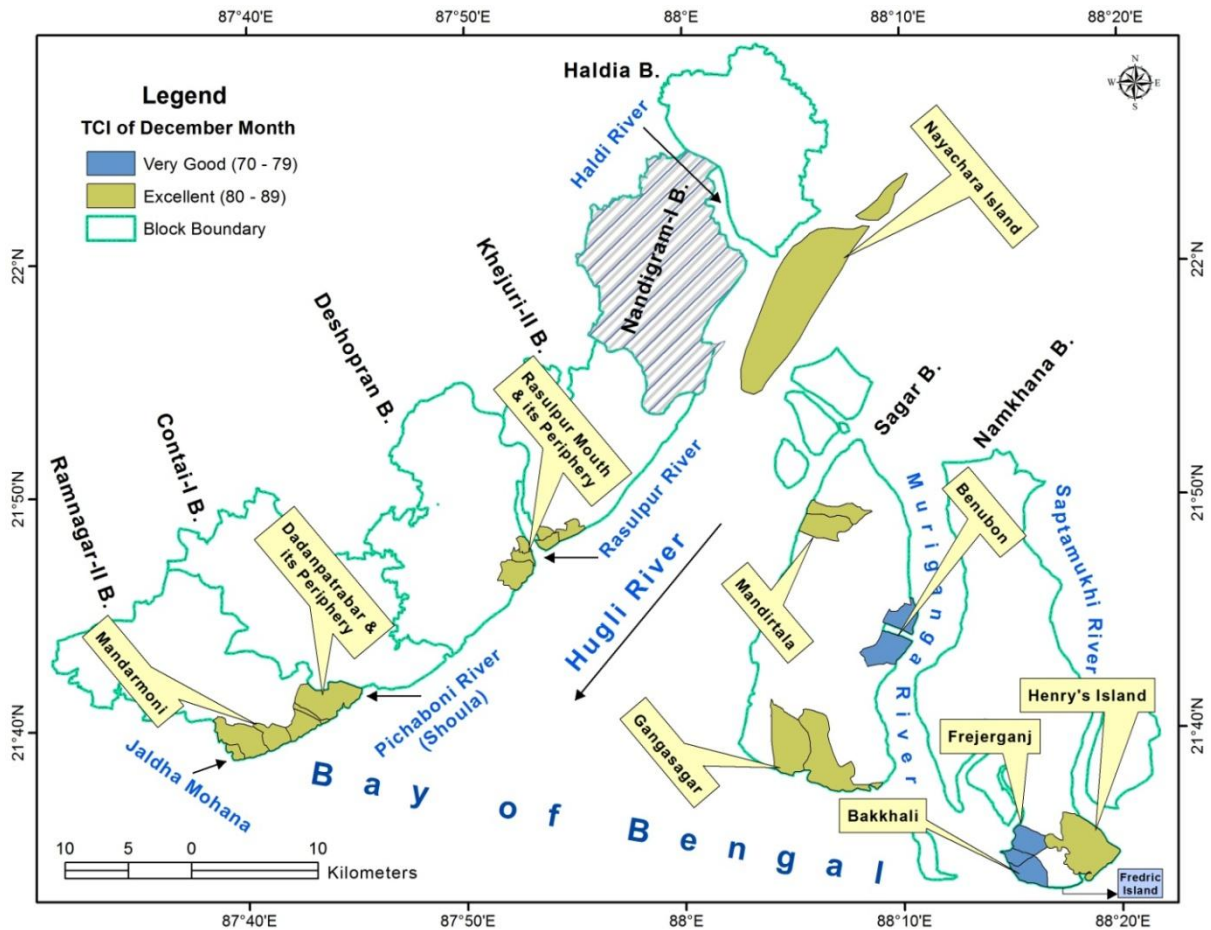 87°40'E
87°50'E
88°E
88°10'E
88°20'E
Legend
TCI of December Month
Very Good (70 - 79)
Excellent (80 - 89)
Block Boundary
Haldia B.
N
W
E
S
Haldi River
Nayachara Island
Nandigram-I B.
22°N
22°N
Khejuri-II B.
Deshopran B.
Contai-I B.
Ramnagar-II B.
Rasulpur Mouth
& its Periphery
Sagar B.
Namkhana B.
21°50'N
21°50'N
Dadanpatrabar &
its Periphery
Rasulpur River
Hugli River
Muriganga River
Benubon
Saptamukhi River
Mandirtala
Mandarmoni
Pichaboni River
(Shoula)
Jaldha Mohana
Gangasagar
Henry's Island
Frejerganj
Bakkhali
21°40'N
21°40'N
Bay of Bengal
Fredric
Island
10 5 0 10
Kilometers
87°40'E
87°50'E
88°E
88°10'E
88°20'E